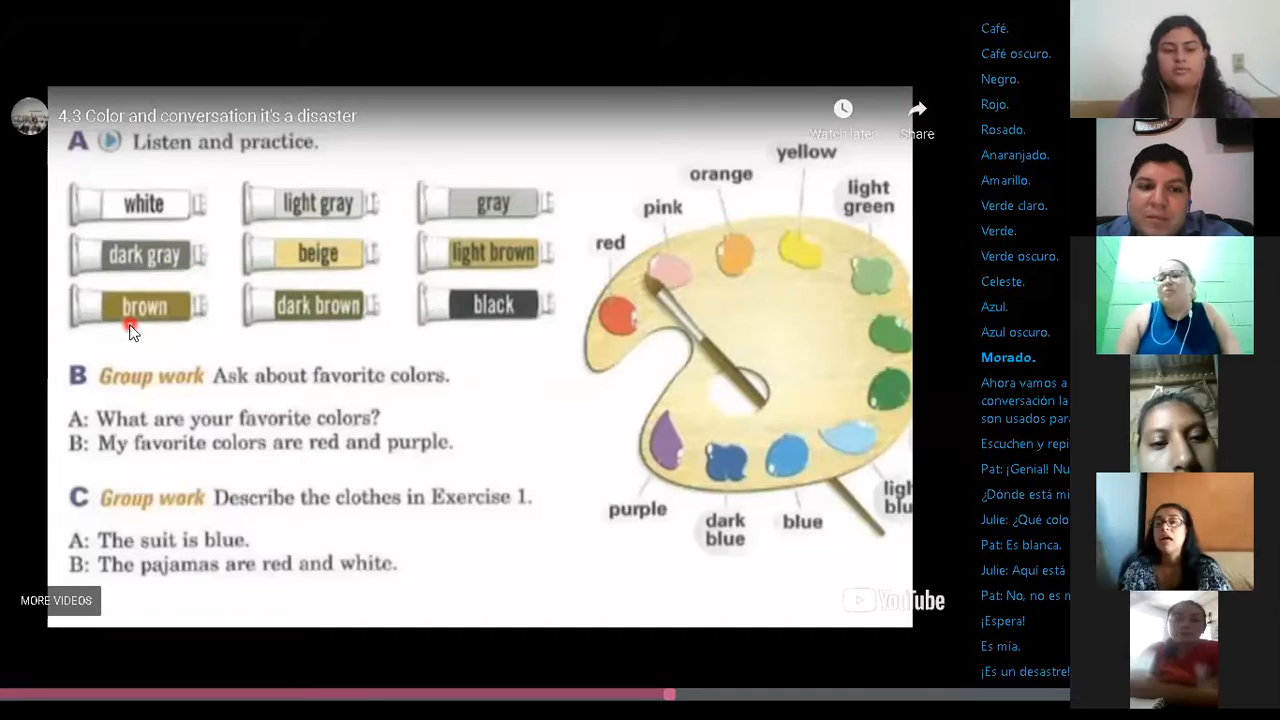 4.3 Color and conversation it's a disaster
Watch later
Share
A Listen and practice.
white
light gray
gray
dark gray
beige
light brown
brown
dark brown
black
red
pink
orange
yellow
light
green
purple
dark
blue
blue
B Group work Ask about favorite colors.
A: What are your favorite colors?
B: My favorite colors are red and purple.
C Group work Describe the clothes in Exercise 1.
A: The suit is blue.
B: The pajamas are red and white.
MORE VIDEOS
YouTube
Café.
Café oscuro.
Negro.
Rojo.
Rosado.
Anaranjado.
Amarillo.
Verde claro.
Verde.
Verde oscuro.
Celeste.
Azul.
Azul oscuro.
Morado.
Ahora vamos a
conversación la
son usados
Escuchen y
Pat: ¡Genial!
¿Dónde está mi
Julie: ¿Qué
Pat: Es blanca.
Julie: Aquí está
Pat: No, no es
¡Espera!
Es mía.
¡Es un desastre!